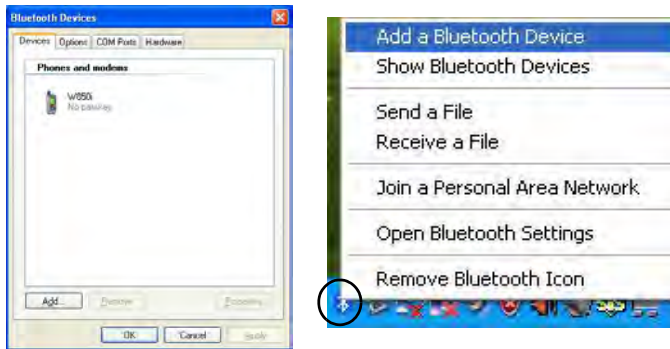 Bluetooth Devices
Devices Options COM Ports Hardware
Phones and modems
W850i
No passkey
Add... Remove Properties
OK Cancel Apply
Add a Bluetooth Device
Show Bluetooth Devices
Send a File
Receive a File
Join a Personal Area Network
Open Bluetooth Settings
Remove Bluetooth Icon